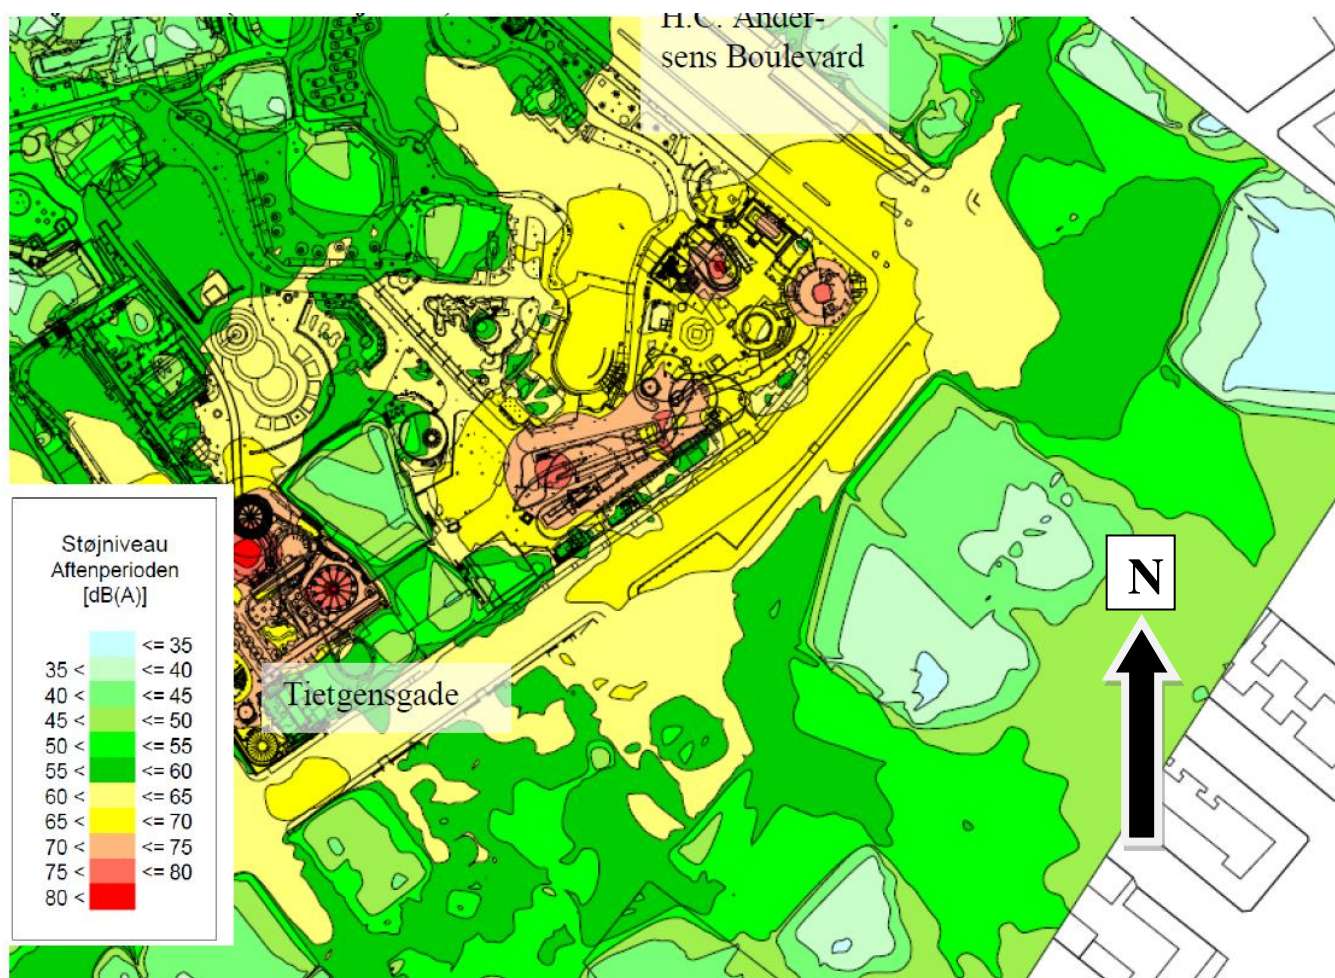 H.C. Ander-
sens Boulevard
N
Tietgensgade
Støjniveau
Aftenperioden
[dB(A)]
<= 35
35 < <= 40
40 < <= 45
45 < <= 50
50 < <= 55
55 < <= 60
60 < <= 65
65 < <= 70
70 < <= 75
75 < <= 80
80 <